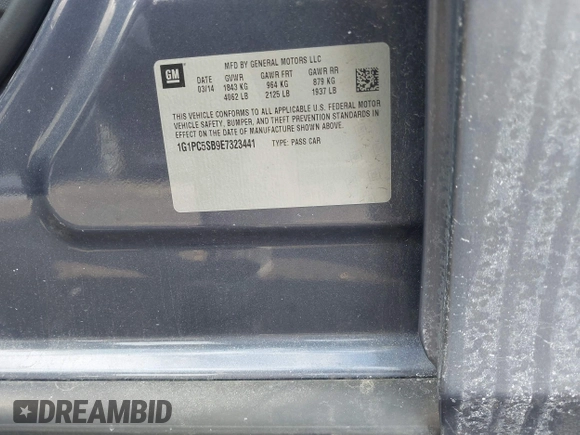 GM
MFD BY GENERAL MOTORS LLC
DATE GVWR GAWR FRT GAWR RR
03/14 1843 KG 964 KG 879 KG
4062 LB 2125 LB 1937 LB
THIS VEHICLE CONFORMS TO ALL APPLICABLE U.S. FEDERAL MOTOR
VEHICLE SAFETY, BUMPER, AND THEFT PREVENTION STANDARDS IN
EFFECT ON THE DATE OF MANUFACTURE SHOWN ABOVE.
1G1PC5SB9E7323441 TYPE: PASS CAR
DREAMBID